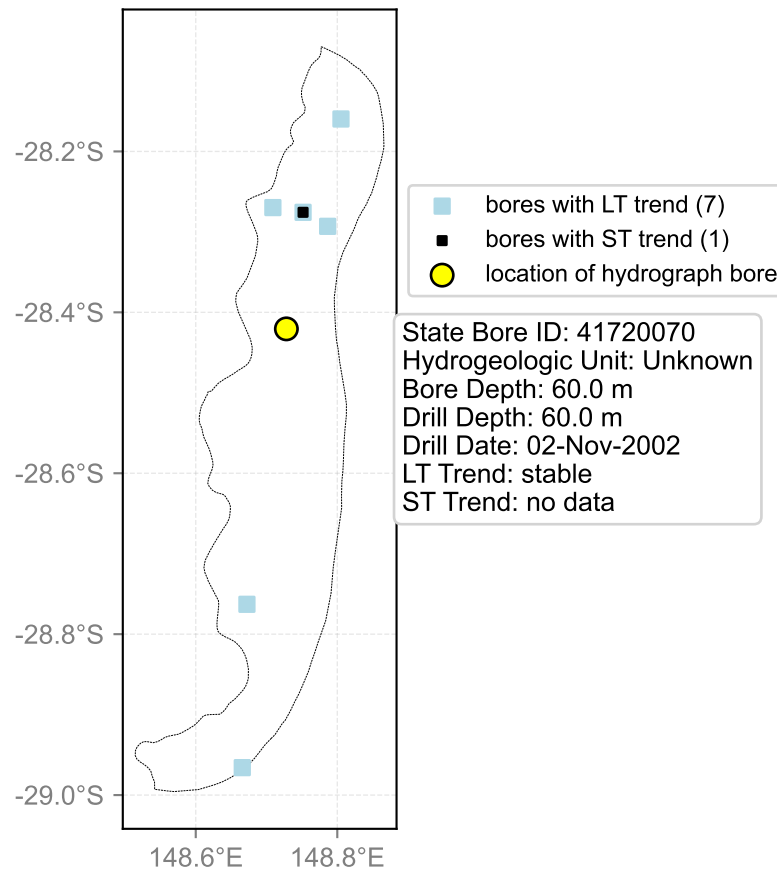 -28.2°S
-28.4°S
-28.6°S
-28.8°S
-29.0°S
148.6°E
148.8°E
bores with LT trend (7)
bores with ST trend (1)
location of hydrograph bore
State Bore ID: 41720070
Hydrogeologic Unit: Unknown
Bore Depth: 60.0 m
Drill Depth: 60.0 m
Drill Date: 02-Nov-2002
LT Trend: stable
ST Trend: no data